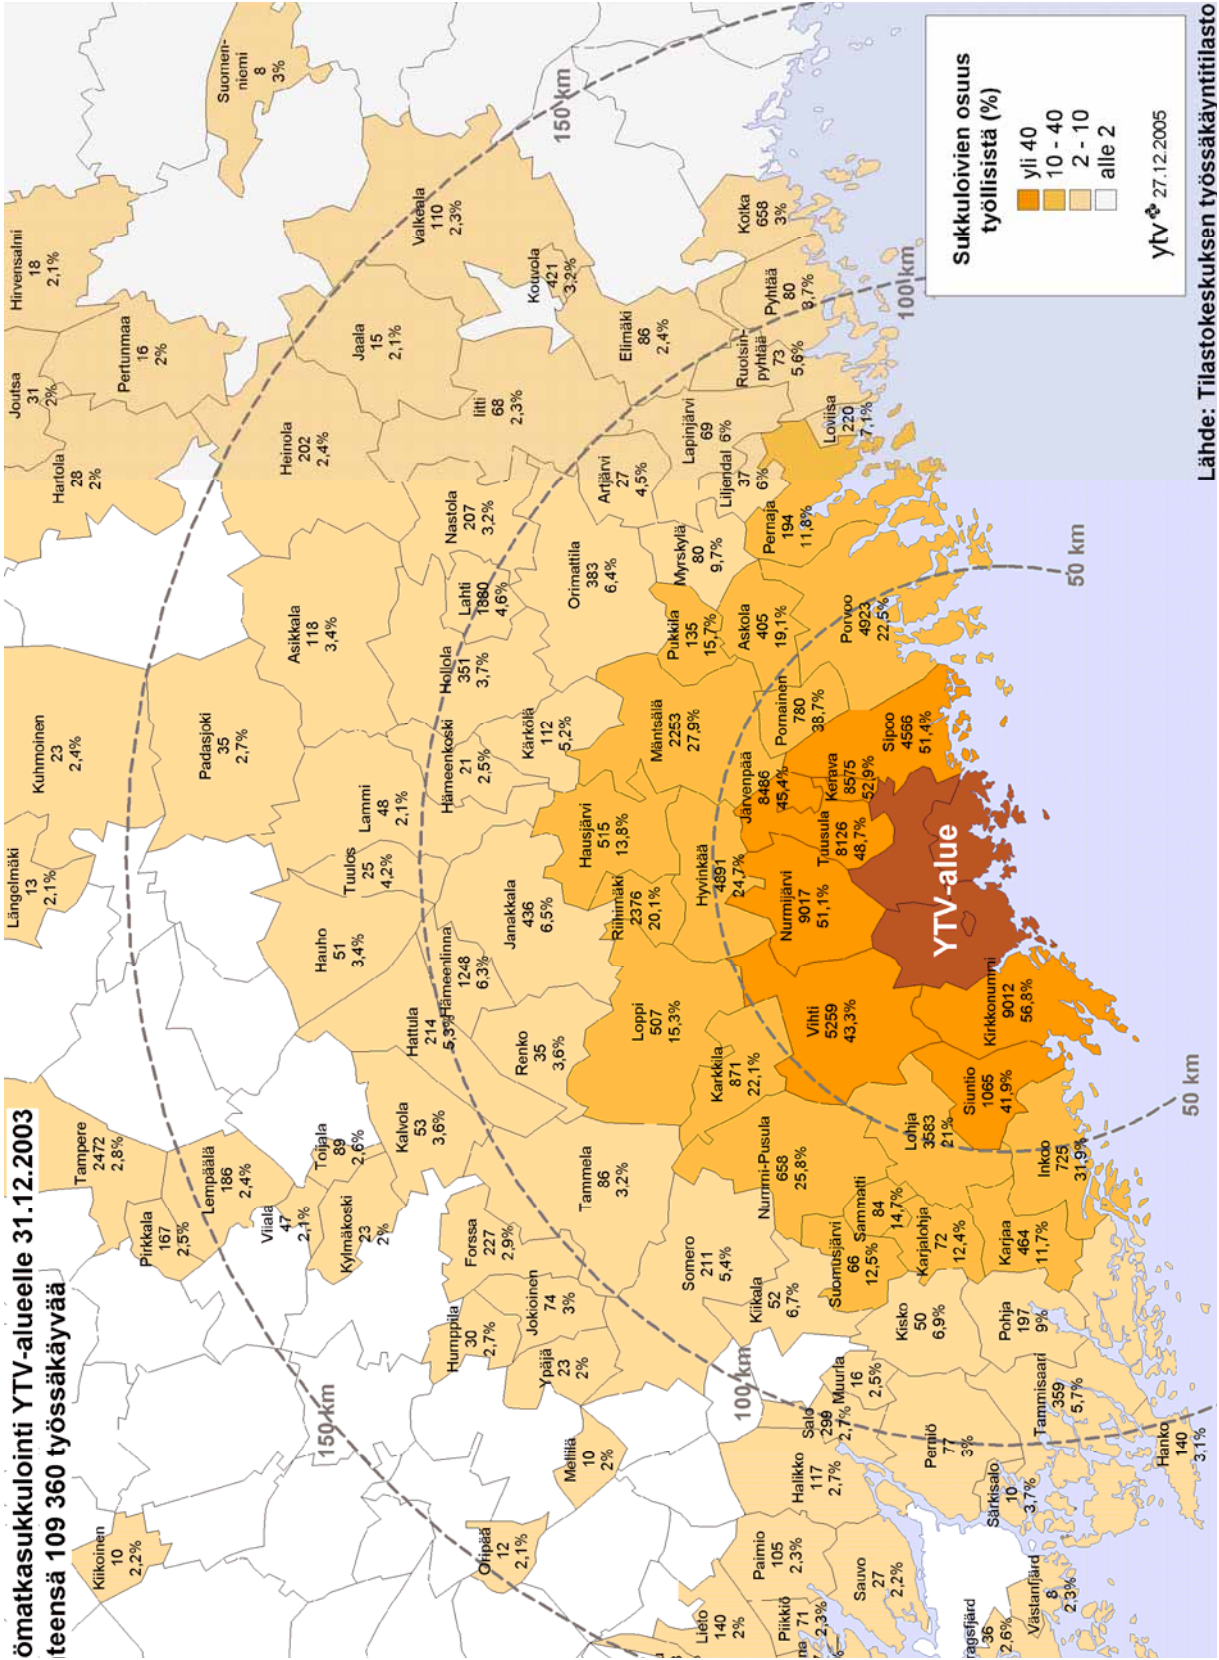 ömatkasukkulointi YTV-alueelle 31.12.2003
teensä 109 360 työssäkäyvää
Kiikoinen
10
2,2%
Oripää
12
2,1%
Mellilä
10
2%
Lieto
140
2%
Piikkiö
71
2,3%
Paimio
105
2,3%
Sauvo
27
2,2%
ragsfjärd
36
2,6%
Västanfjärd
8
2,3%
Halikko
117
2,7%
Salo
299
2,7%
Muurla
16
2,5%
Perniö
77
3%
Särkisalo
10
3,7%
Tammisaari
359
5,7%
Hanko
140
3,1%
Humppila
30
2,7%
Ypäjä
23
2%
Jokioinen
74
3%
Forssa
227
2,9%
Somero
211
5,4%
Kiikala
52
6,7%
Kisko
50
6,9%
Pohja
197
9%
Suomusjärvi
66
12,5%
Sammatti
84
14,7%
Karjalohja
72
12,4%
Karjaa
464
11,7%
Tampere
2472
2,8%
Pirkkala
167
2,5%
Lempäälä
186
2,4%
Viiala
47
2,1%
Toijala
89
2,6%
Kylmäkoski
23
2%
Kalvola
53
3,6%
Tammela
86
3,2%
Nummi-Pusula
658
25,8%
Lohja
3583
21%
Inkoo
725
31,9%
Siuntio
1065
41,9%
Kirkkonummi
9012
56,8%
Vihti
5259
43,3%
Karkkila
871
22,1%
Loppi
507
15,3%
Renko
35
3,6%
Hattula
214
5,3%
Hämeenlinna
1248
6,3%
Janakkala
436
6,5%
Hauho
51
3,4%
Tuulos
25
4,2%
Lammi
48
2,1%
Längelmäki
13
2,1%
Kuhmoinen
23
2,4%
Padasjoki
35
2,7%
Asikkala
118
3,4%
Hämeenkoski
21
2,5%
Kärkölä
112
5,2%
Hollola
351
3,7%
Lahti
1880
4,6%
Nastola
207
3,2%
Orimattila
383
6,4%
Riihimäki
2376
20,1%
Hausjärvi
515
13,8%
Hyvinkää
4891
24,7%
Mäntsälä
2253
27,9%
Nurmijärvi
9017
51,1%
Tuusula
8126
48,7%
Järvenpää
8486
45,4%
Kerava
8575
52,9%
Sipoo
4566
51,4%
YTV-alue
Pornainen
780
38,7%
Pukkila
135
15,7%
Askola
405
19,1%
Porvoo
4923
22,5%
Myrskylä
80
9,7%
Pernaja
194
11,8%
Artjärvi
27
4,5%
Lapinjärvi
69
6%
Liljendal
37
6%
Loviisa
220
7,1%
Ruotsin-
pyhtää
73
5,6%
Pyhtää
80
3,7%
Kotka
658
3%
Elimäki
86
2,4%
Iitti
68
2,3%
Kouvola
421
3,2%
Valkeala
110
2,3%
Jaala
15
2,1%
Heinola
202
2,4%
Hartola
28
2%
Joutsa
31
2%
Pertunmaa
16
2%
Hirvensalmi
18
2,1%
Suomen-
niemi
8
3%
150 km
150 km
100 km
100 km
50 km
50 km
Sukkuloivien osuus
työllisistä (%)
yli 40
10 - 40
2 - 10
alle 2
ytv 27.12.2005
Lähde: Tilastokeskuksen työssäkäyntitilasto